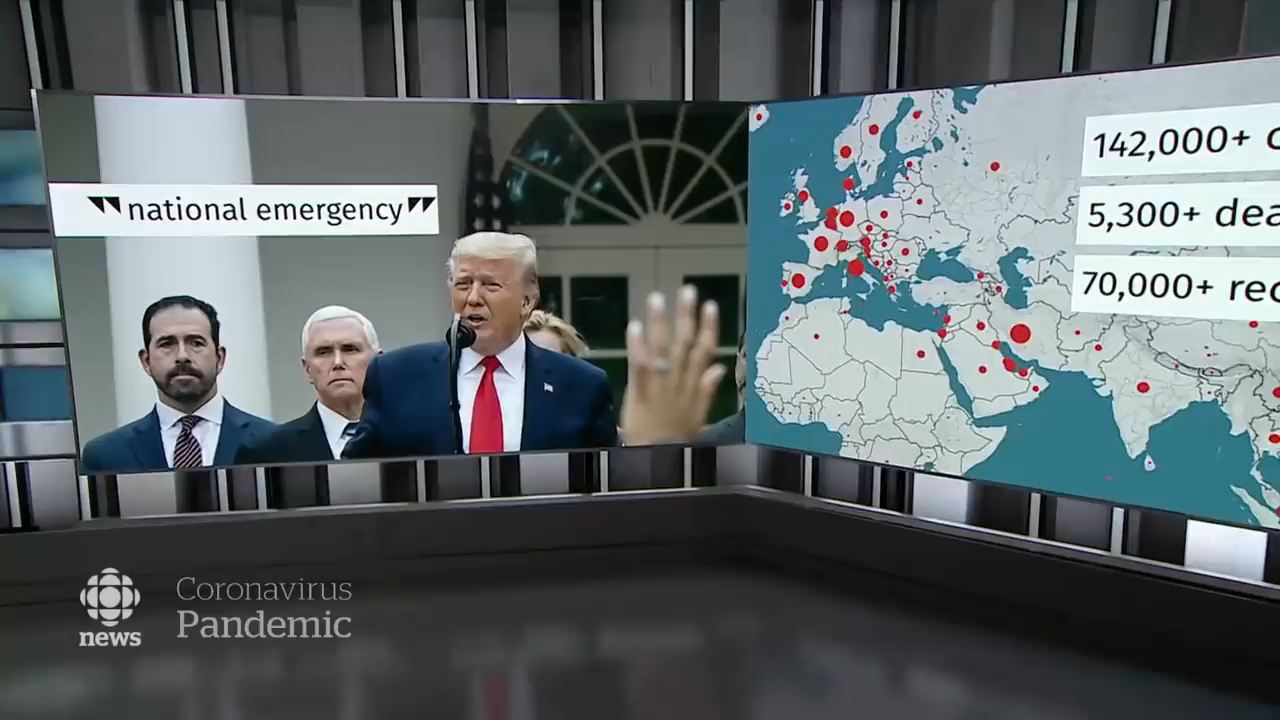 "national emergency"
142,000+
5,300+
70,000+
news
Coronavirus
Pandemic